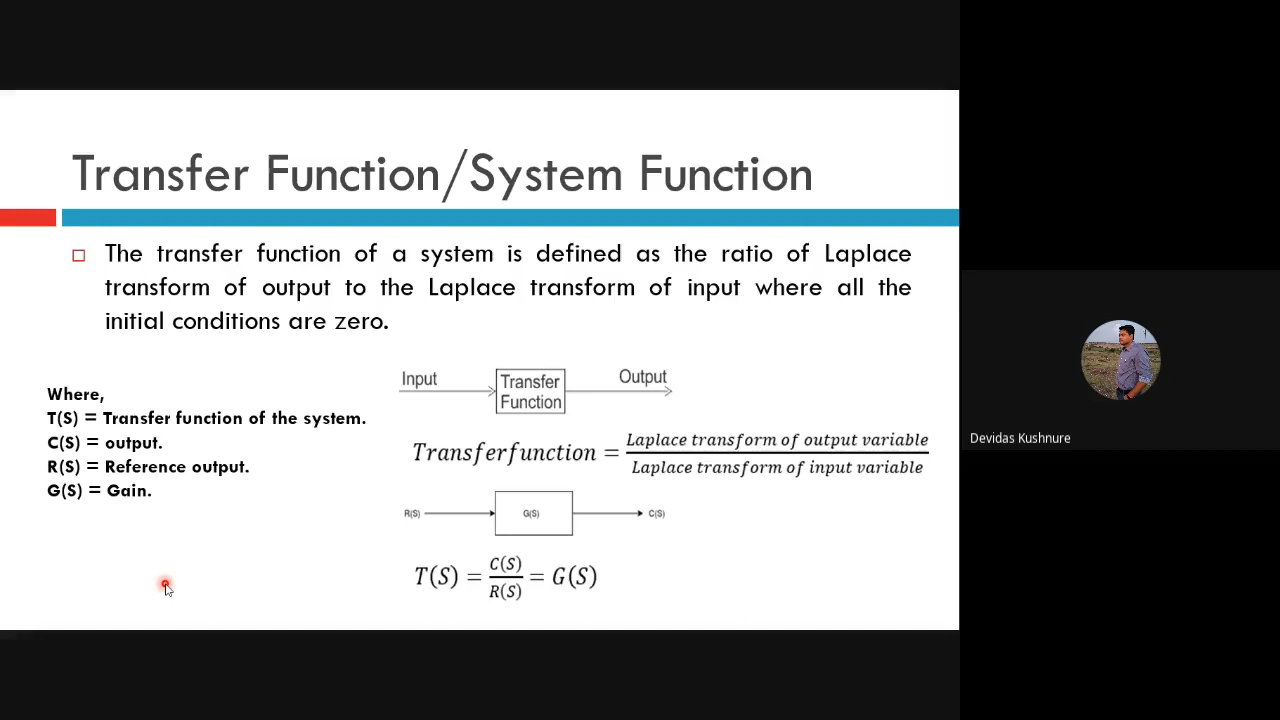 Transfer Function/System Function
The transfer function of a system is defined as the ratio of Laplace
transform of output to the Laplace transform of input where all the
initial conditions are zero.
Where,
T(S) = Transfer function of the system.
C(S) = output.
R(S) = Reference output.
G(S) = Gain.
Input
Transfer
Function
Output
Transferfunction = Laplace transform of output variable
Laplace transform of input variable
R(S) G(S) C(S)
T(S) = C(S)/R(S) = G(S)
Devidas Kushnure